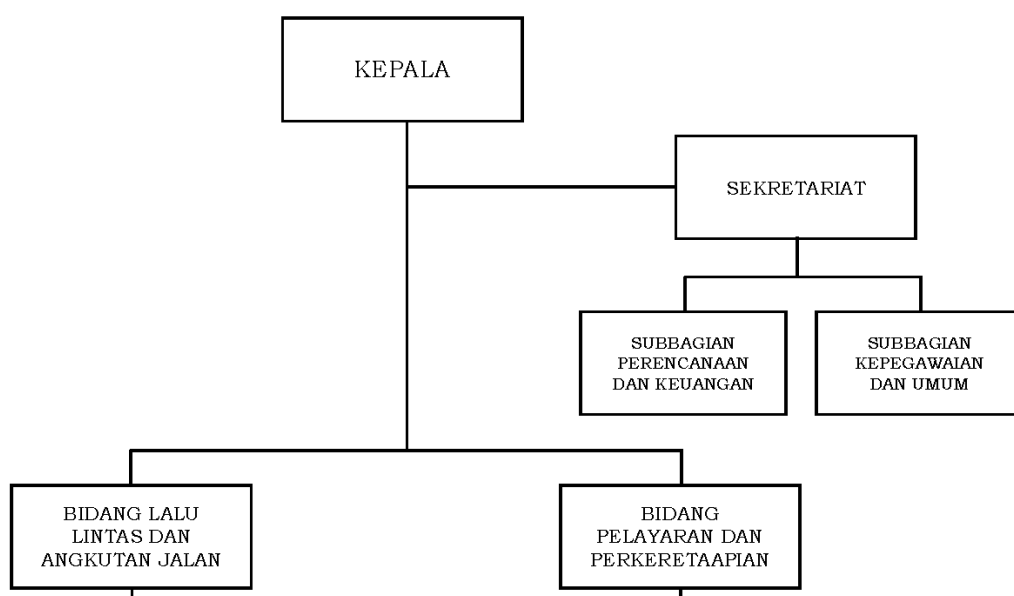 KEPALA
SEKRETARIAT
SUBBAGIAN
PERENCANAAN
DAN KEUANGAN
SUBBAGIAN
KEPEGAWAIAN
DAN UMUM
BIDANG LALU
LINTAS DAN
ANGKUTAN JALAN
BIDANG
PELAYARAN DAN
PERKERETAAPIAN